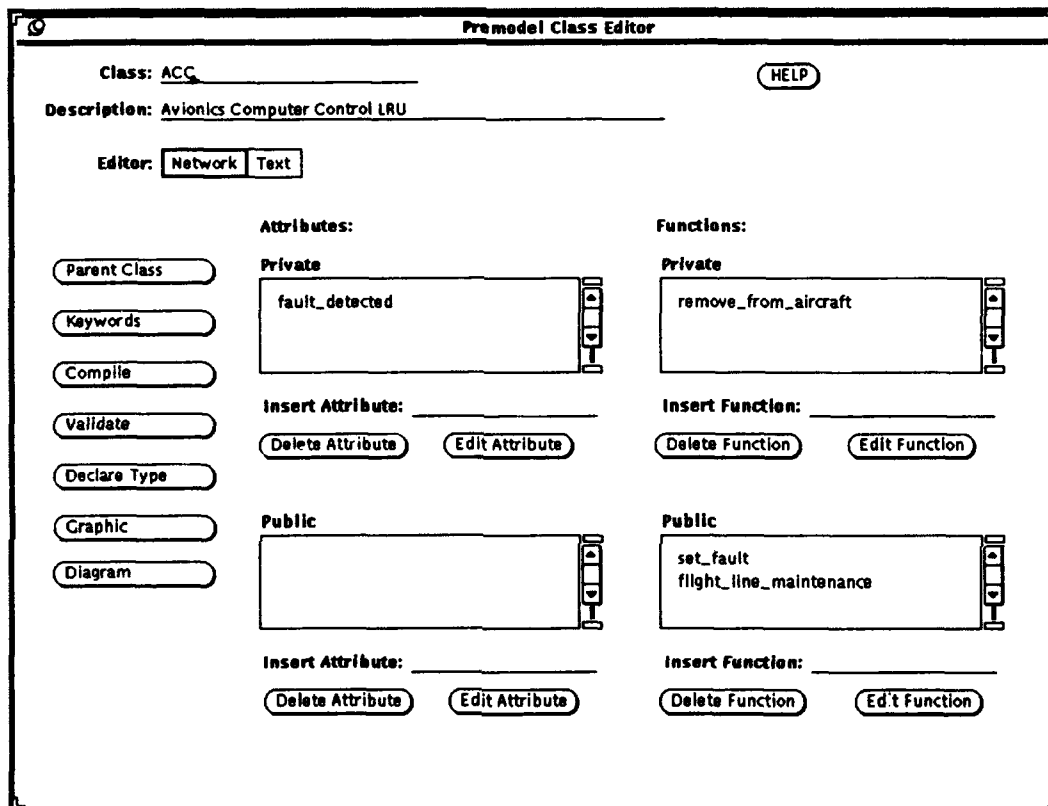 Premodel Class Editor
Class: ACC
HELP
Description: Avionics Computer Control LRU
Editor: Network Text
Attributes: Functions:
Parent Class
Private Private
fault_detected remove_from_aircraft
Keywords
Compile
Insert Attribute: Insert Function:
Validate
Delete Attribute Edit Attribute Delete Function Edit Function
Declare Type
Graphic
Public Public
set_fault
flight_line_maintenance
Diagram
Insert Attribute: Insert Function:
Delete Attribute Edit Attribute Delete Function Edit Function